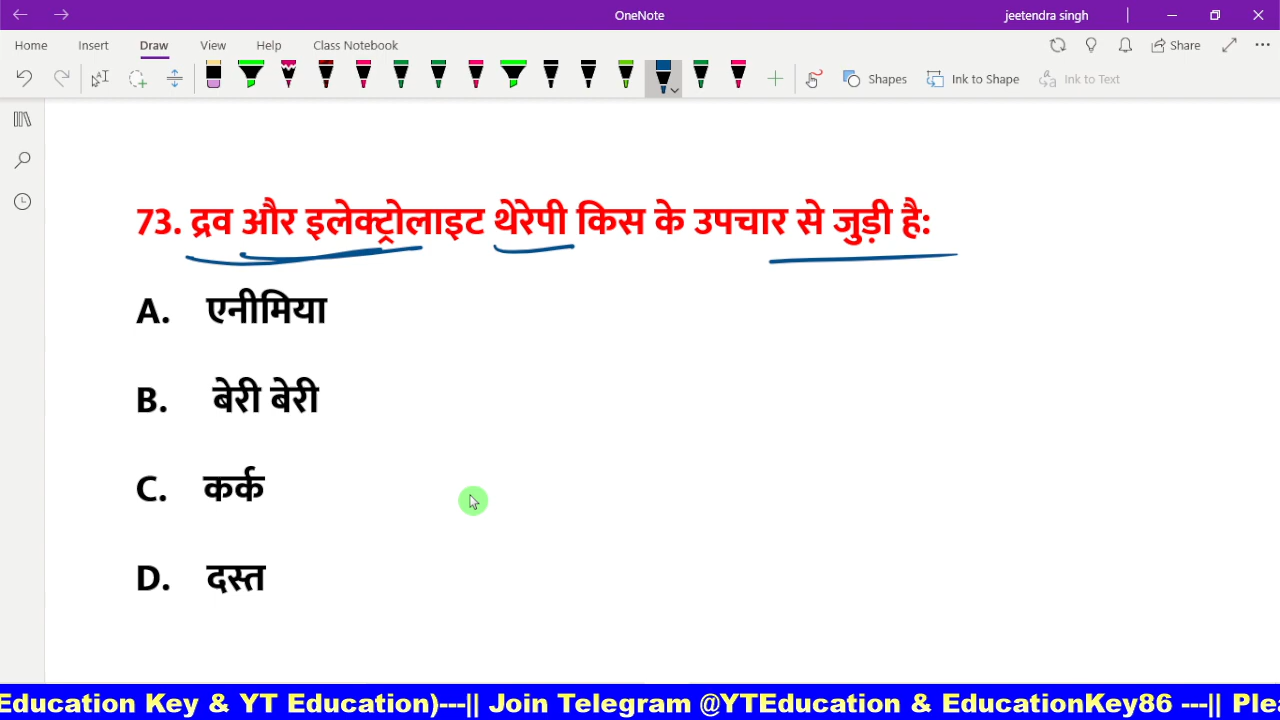 OneNote
jeetendra singh
Home Insert Draw View Help Class Notebook
Share
Shapes Ink to Shape Ink to Text
73. द्रव और इलेक्ट्रोलाइट थेरेपी किस के उपचार से जुड़ी है:
A. एनीमिया
B. बेरी बेरी
C. कर्क
D. दस्त
Education Key & YT Education)---|| Join Telegram @YTEducation & EducationKey86 ---|| Ple